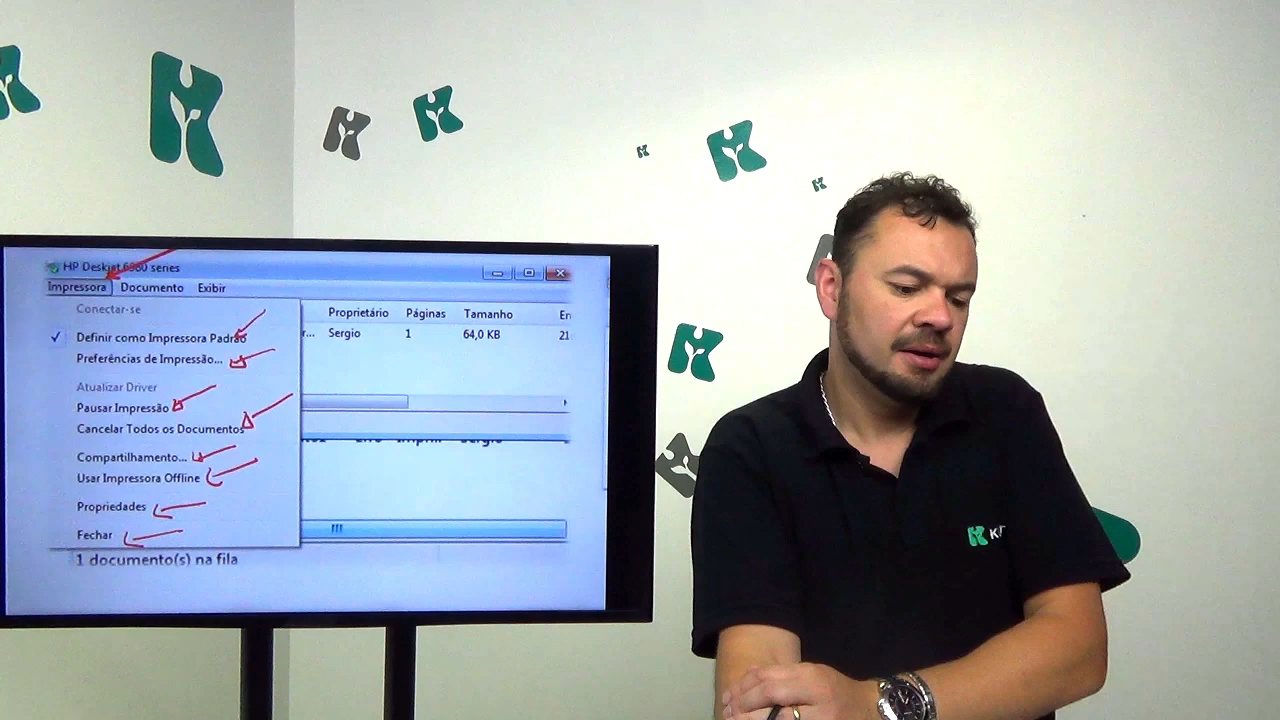 HP Deskjet 6980 series
Impressora Documento Exibir
Conectar-se
Proprietário Páginas Tamanho
Definir como Impressora Padrão
Sergio 1 64,0 KB 21
Preferências de Impressão...
Atualizar Driver
Pausar Impressão
Cancelar Todos os Documentos
Compartilhamento...
Usar Impressora Offline
Propriedades
Fechar
1 documento(s) na fila